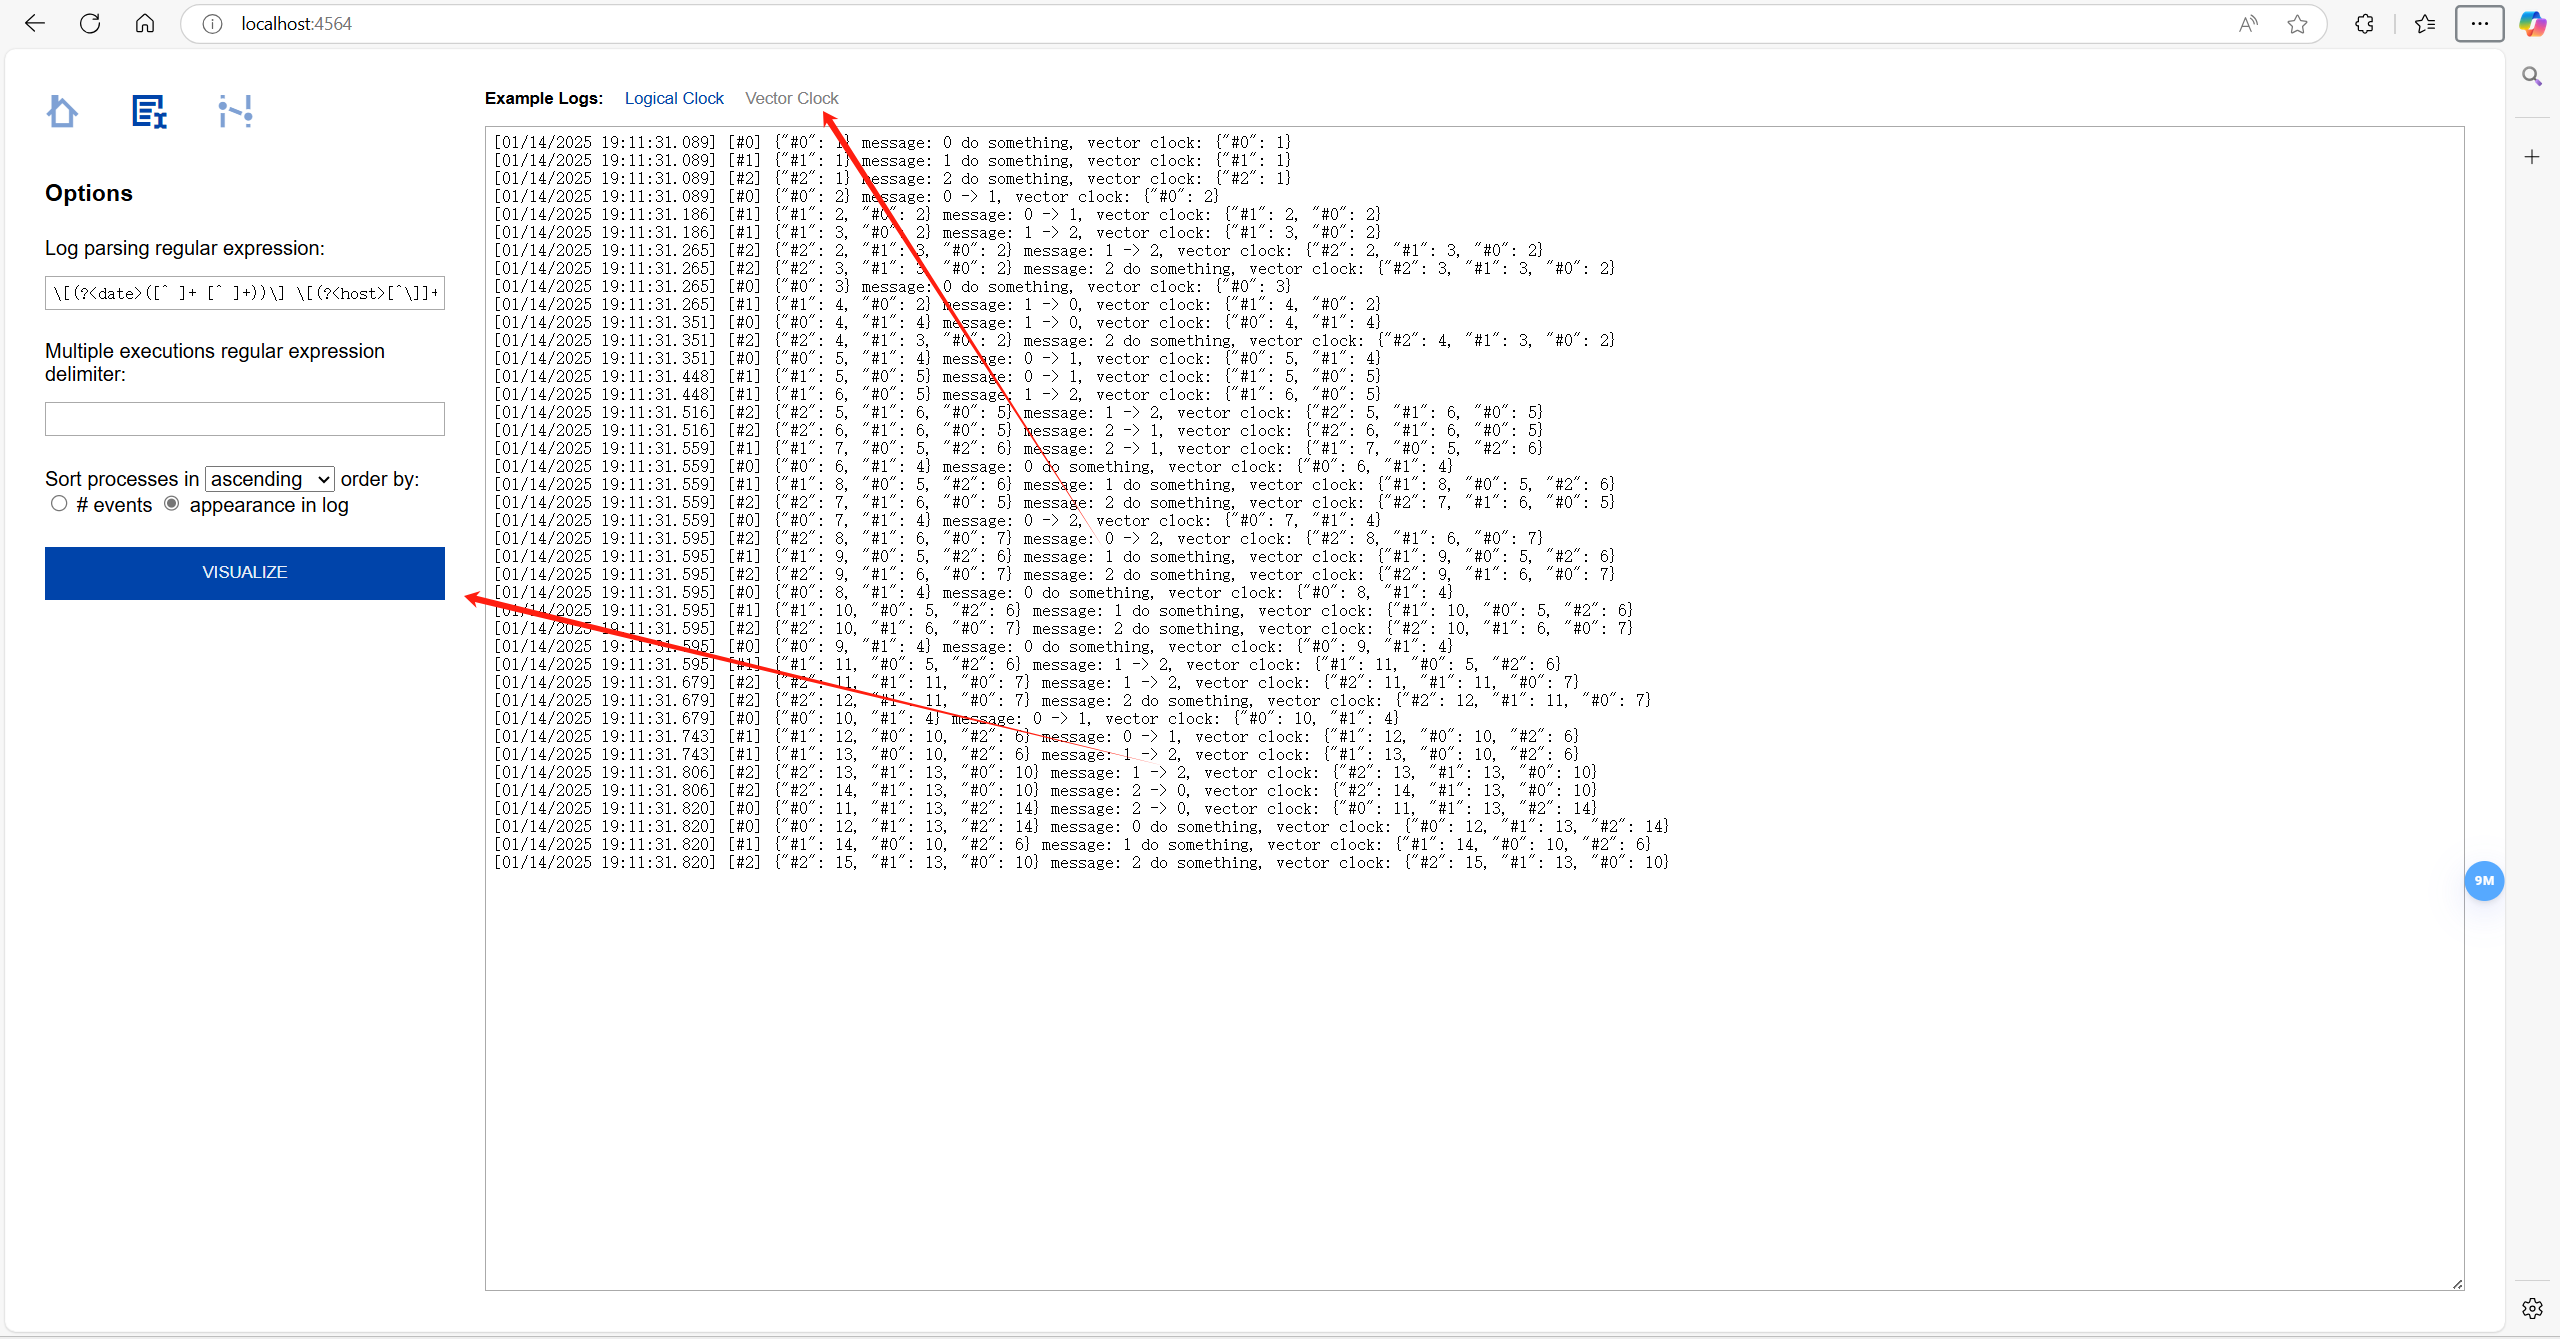 localhost:4564
Example Logs: Logical Clock Vector Clock
Options
Log parsing regular expression:
\[(?<date>([^ ]+ [^ ]+))\] \[(?<host>[^\]]+
Multiple executions regular expression
delimiter:
Sort processes in ascending order by:
# events appearance in log
VISUALIZE
[01/14/2025 19:11:31.089] [#0] {"#0": 1} message: 0 do something, vector clock: {"#0": 1}
[01/14/2025 19:11:31.089] [#1] {"#1": 1} message: 1 do something, vector clock: {"#1": 1}
[01/14/2025 19:11:31.089] [#2] {"#2": 1} message: 2 do something, vector clock: {"#2": 1}
[01/14/2025 19:11:31.089] [#0] {"#0": 2} message: 0 -> 1, vector clock: {"#0": 2}
[01/14/2025 19:11:31.186] [#1] {"#1": 2, "#0": 2} message: 0 -> 1, vector clock: {"#1": 2, "#0": 2}
[01/14/2025 19:11:31.186] [#1] {"#1": 3, "#0": 2} message: 1 -> 2, vector clock: {"#1": 3, "#0": 2}
[01/14/2025 19:11:31.265] [#2] {"#2": 2, "#1": 3, "#0": 2} message: 1 -> 2, vector clock: {"#2": 2, "#1": 3, "#0": 2}
[01/14/2025 19:11:31.265] [#2] {"#2": 3, "#1": 3, "#0": 2} message: 2 do something, vector clock: {"#2": 3, "#1": 3, "#0": 2}
[01/14/2025 19:11:31.265] [#0] {"#0": 3} message: 0 do something, vector clock: {"#0": 3}
[01/14/2025 19:11:31.265] [#1] {"#1": 4, "#0": 2} message: 1 -> 0, vector clock: {"#1": 4, "#0": 2}
[01/14/2025 19:11:31.351] [#0] {"#0": 4, "#1": 4} message: 1 -> 0, vector clock: {"#0": 4, "#1": 4}
[01/14/2025 19:11:31.351] [#2] {"#2": 4, "#1": 3, "#0": 2} message: 2 do something, vector clock: {"#2": 4, "#1": 3, "#0": 2}
[01/14/2025 19:11:31.351] [#0] {"#0": 5, "#1": 4} message: 0 -> 1, vector clock: {"#0": 5, "#1": 4}
[01/14/2025 19:11:31.448] [#1] {"#1": 5, "#0": 5} message: 0 -> 1, vector clock: {"#1": 5, "#0": 5}
[01/14/2025 19:11:31.448] [#1] {"#1": 6, "#0": 5} message: 1 -> 2, vector clock: {"#1": 6, "#0": 5}
[01/14/2025 19:11:31.516] [#2] {"#2": 5, "#1": 6, "#0": 5} message: 1 -> 2, vector clock: {"#2": 5, "#1": 6, "#0": 5}
[01/14/2025 19:11:31.516] [#2] {"#2": 6, "#1": 6, "#0": 5} message: 2 -> 1, vector clock: {"#2": 6, "#1": 6, "#0": 5}
[01/14/2025 19:11:31.559] [#1] {"#1": 7, "#0": 5, "#2": 6} message: 2 -> 1, vector clock: {"#1": 7, "#0": 5, "#2": 6}
[01/14/2025 19:11:31.559] [#0] {"#0": 6, "#1": 4} message: 0 do something, vector clock: {"#0": 6, "#1": 4}
[01/14/2025 19:11:31.559] [#1] {"#1": 8, "#0": 5, "#2": 6} message: 1 do something, vector clock: {"#1": 8, "#0": 5, "#2": 6}
[01/14/2025 19:11:31.559] [#2] {"#2": 7, "#1": 6, "#0": 5} message: 2 do something, vector clock: {"#2": 7, "#1": 6, "#0": 5}
[01/14/2025 19:11:31.559] [#0] {"#0": 7, "#1": 4} message: 0 -> 2, vector clock: {"#0": 7, "#1": 4}
[01/14/2025 19:11:31.595] [#2] {"#2": 8, "#1": 6, "#0": 7} message: 0 -> 2, vector clock: {"#2": 8, "#1": 6, "#0": 7}
[01/14/2025 19:11:31.595] [#1] {"#1": 9, "#0": 5, "#2": 6} message: 1 do something, vector clock: {"#1": 9, "#0": 5, "#2": 6}
[01/14/2025 19:11:31.595] [#2] {"#2": 9, "#1": 6, "#0": 7} message: 2 do something, vector clock: {"#2": 9, "#1": 6, "#0": 7}
[01/14/2025 19:11:31.595] [#0] {"#0": 8, "#1": 4} message: 0 do something, vector clock: {"#0": 8, "#1": 4}
[01/14/2025 19:11:31.595] [#1] {"#1": 10, "#0": 5, "#2": 6} message: 1 do something, vector clock: {"#1": 10, "#0": 5, "#2": 6}
[01/14/2025 19:11:31.595] [#2] {"#2": 10, "#1": 6, "#0": 7} message: 2 do something, vector clock: {"#2": 10, "#1": 6, "#0": 7}
[01/14/2025 19:11:31.595] [#0] {"#0": 9, "#1": 4} message: 0 do something, vector clock: {"#0": 9, "#1": 4}
[01/14/2025 19:11:31.595] [#1] {"#1": 11, "#0": 5, "#2": 6} message: 1 -> 2, vector clock: {"#1": 11, "#0": 5, "#2": 6}
[01/14/2025 19:11:31.679] [#2] {"#2": 11, "#1": 11, "#0": 7} message: 1 -> 2, vector clock: {"#2": 11, "#1": 11, "#0": 7}
[01/14/2025 19:11:31.679] [#2] {"#2": 12, "#1": 11, "#0": 7} message: 2 do something, vector clock: {"#2": 12, "#1": 11, "#0": 7}
[01/14/2025 19:11:31.679] [#0] {"#0": 10, "#1": 4} message: 0 -> 1, vector clock: {"#0": 10, "#1": 4}
[01/14/2025 19:11:31.743] [#1] {"#1": 12, "#0": 10, "#2": 6} message: 0 -> 1, vector clock: {"#1": 12, "#0": 10, "#2": 6}
[01/14/2025 19:11:31.743] [#1] {"#1": 13, "#0": 10, "#2": 6} message: 1 -> 2, vector clock: {"#1": 13, "#0": 10, "#2": 6}
[01/14/2025 19:11:31.806] [#2] {"#2": 13, "#1": 13, "#0": 10} message: 1 -> 2, vector clock: {"#2": 13, "#1": 13, "#0": 10}
[01/14/2025 19:11:31.806] [#2] {"#2": 14, "#1": 13, "#0": 10} message: 2 -> 0, vector clock: {"#2": 14, "#1": 13, "#0": 10}
[01/14/2025 19:11:31.820] [#0] {"#0": 11, "#1": 13, "#2": 14} message: 2 -> 0, vector clock: {"#0": 11, "#1": 13, "#2": 14}
[01/14/2025 19:11:31.820] [#0] {"#0": 12, "#1": 13, "#2": 14} message: 0 do something, vector clock: {"#0": 12, "#1": 13, "#2": 14}
[01/14/2025 19:11:31.820] [#1] {"#1": 14, "#0": 10, "#2": 6} message: 1 do something, vector clock: {"#1": 14, "#0": 10, "#2": 6}
[01/14/2025 19:11:31.820] [#2] {"#2": 15, "#1": 13, "#0": 10} message: 2 do something, vector clock: {"#2": 15, "#1": 13, "#0": 10}
9M